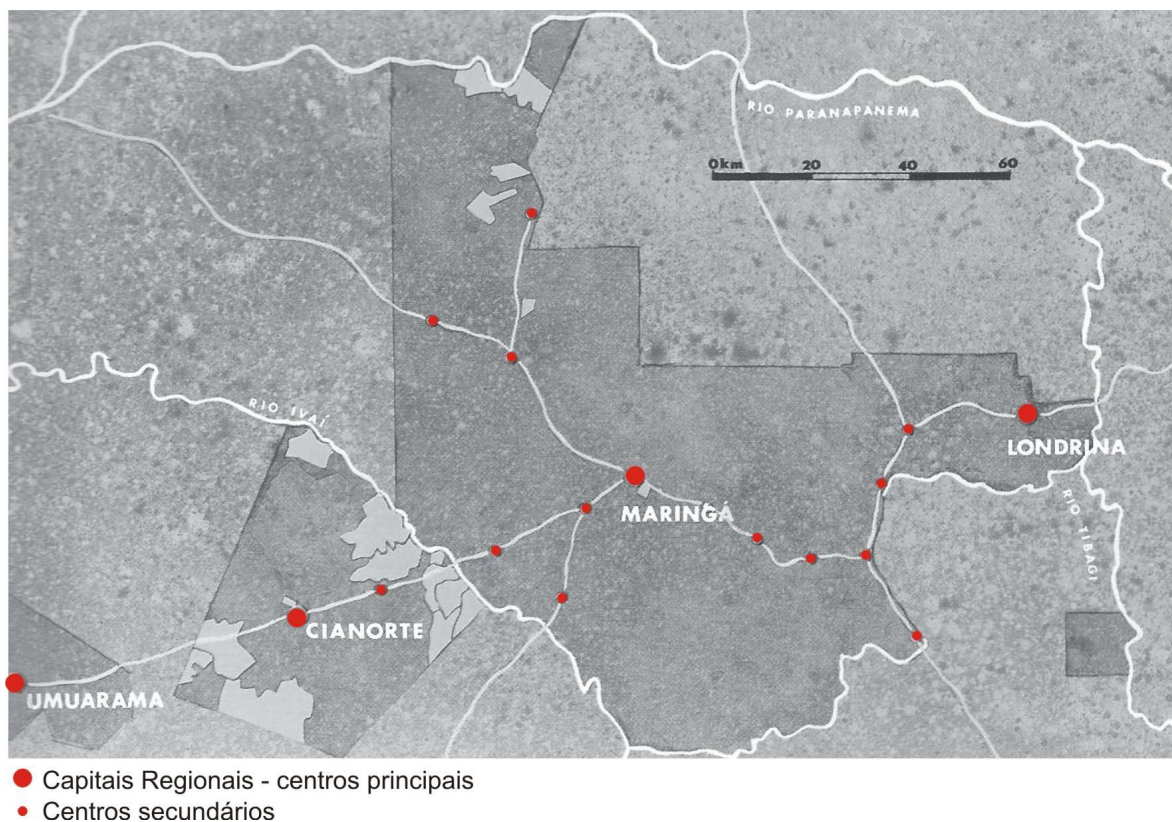 RIO PARANAPANEMA
0km 20 40 60
RIO IVAÍ
LONDRINA
MARINGÁ
RIO TIBAGI
CIANORTE
UMUARAMA
Capitais Regionais - centros principais
Centros secundários